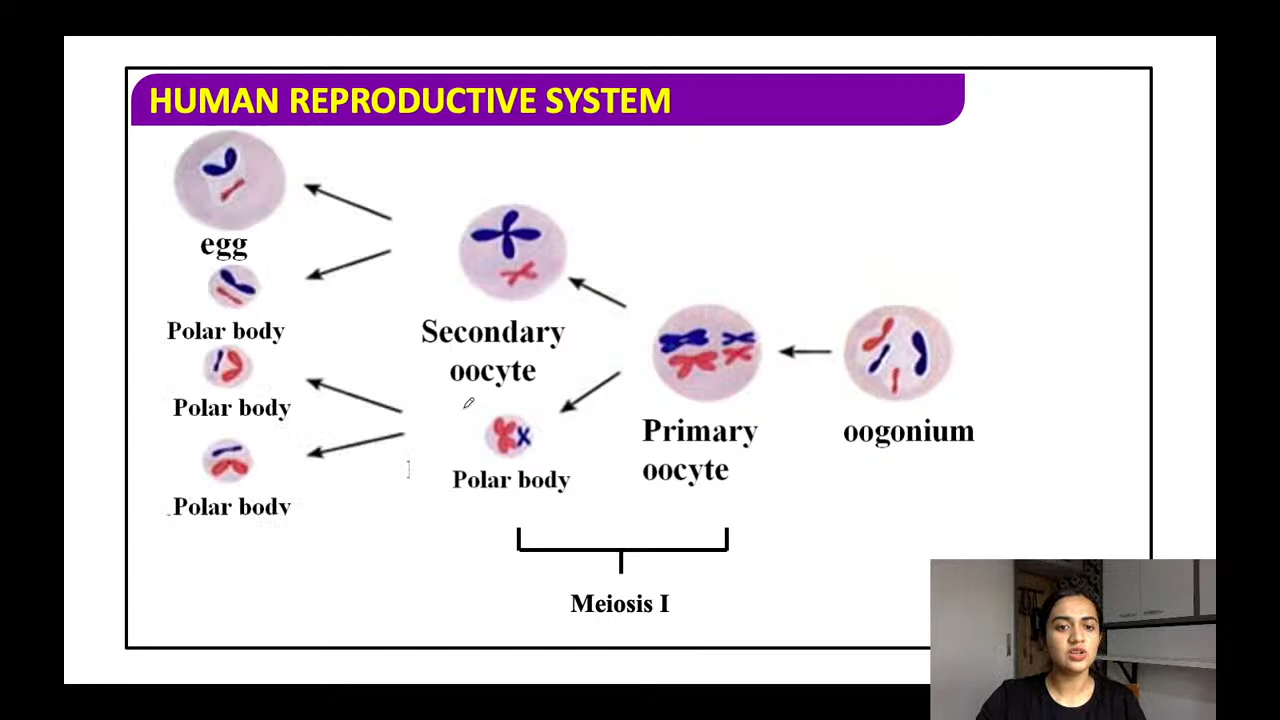 HUMAN REPRODUCTIVE SYSTEM
egg
Polar body
Polar body
Polar body
Secondary
oocyte
Polar body
Primary
oocyte
oogonium
Meiosis I